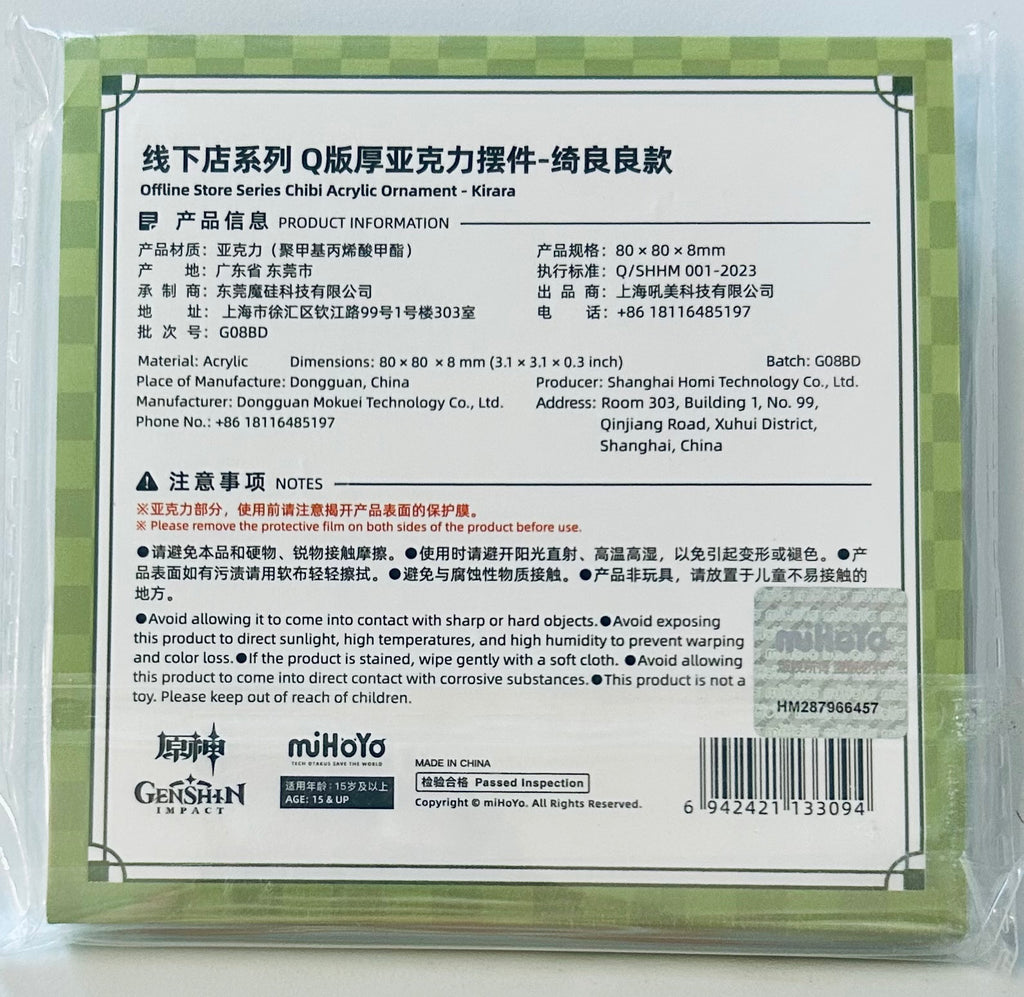 线下店系列 Q版厚亚克力摆件-绮良良款
Offline Store Series Chibi Acrylic Ornament - Kirara
产品信息 PRODUCT INFORMATION
产品材质：亚克力（聚甲基丙烯酸甲酯）
产品规格：80×80×8mm
产 地：广东省 东莞市
执行标准：Q/SHHM 001-2023
承 制 商：东莞魔硅科技有限公司
出 品 商：上海吼美科技有限公司
地 址：上海市徐汇区钦江路99号1号楼303室
电 话：+86 18116485197
批 次 号：G08BD
Material: Acrylic Dimensions: 80 × 80 × 8 mm (3.1 × 3.1 × 0.3 inch) Batch: G08BD
Place of Manufacture: Dongguan, China
Producer: Shanghai Homi Technology Co., Ltd.
Manufacturer: Dongguan Mokuei Technology Co., Ltd.
Address: Room 303, Building 1, No. 99,
Phone No.: +86 18116485197
Qinjiang Road, Xuhui District,
Shanghai, China
注意事项 NOTES
※亚克力部分，使用前请注意揭开产品表面的保护膜。
※ Please remove the protective film on both sides of the product before use.
●请避免本品和硬物、锐物接触摩擦。●使用时请避开阳光直射、高温高湿，以免引起变形或褪色。●产
品表面如有污渍请用软布轻轻擦拭。●避免与腐蚀性物质接触。●产品非玩具，请放置于儿童不易接触的
地方。
●Avoid allowing it to come into contact with sharp or hard objects.●Avoid exposing
this product to direct sunlight, high temperatures, and high humidity to prevent warping
and color loss.●If the product is stained, wipe gently with a soft cloth. ●Avoid allowing
this product to come into direct contact with corrosive substances.●This product is not a
toy. Please keep out of reach of children.
miHoYo
HM287966457
原神
GENSHIN
IMPACT
miHoYo
TECH OTAKUS SAVE THE WORLD
适用年龄：15岁及以上
AGE: 15 & UP
MADE IN CHINA
检验合格 Passed Inspection
Copyright © miHoYo. All Rights Reserved.
6 942421 133094